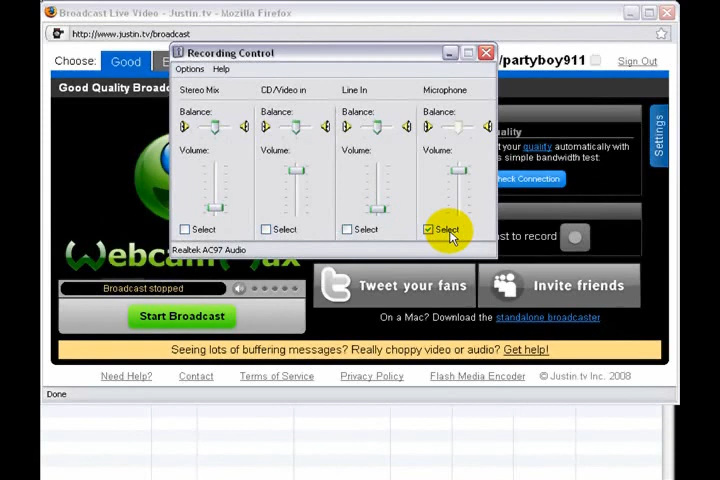 Broadcast Live Video - Justin.tv - Mozilla Firefox
http://www.justin.tv/broadcast
Choose: Good
/partyboy911 Sign Out
Recording Control
Options Help
Stereo Mix CD/Video in Line In Microphone
Balance: Balance: Balance: Balance:
Volume: Volume: Volume: Volume:
Select Select Select Select
Realtek AC97 Audio
Good Quality Broadc
Settings
your quality automatically with
s simple bandwidth test:
heck Connection
st to record
Webcam ax
Broadcast stopped
Start Broadcast
Tweet your fans Invite friends
On a Mac? Download the standalone broadcaster
Seeing lots of buffering messages? Really choppy video or audio? Get help!
Need Help? Contact Terms of Service Privacy Policy Flash Media Encoder © Justin.tv Inc. 2008
Done